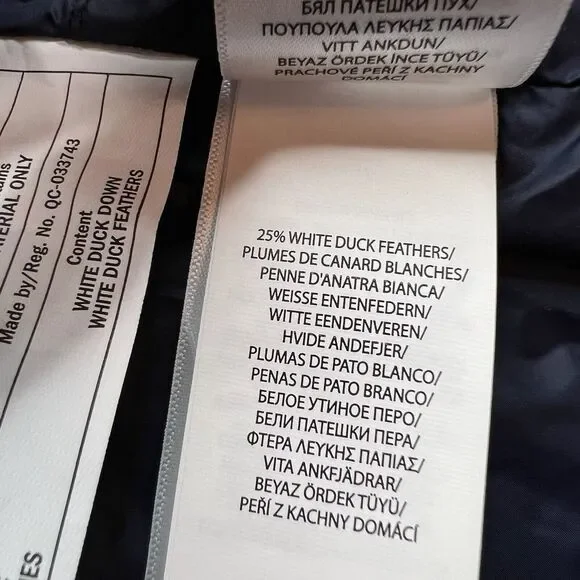 БЯЛ ПАТЕШКИ ПУХ/
ΠΟΥΠΟΥΛΑ ΛΕΥΚΗΣ ΠΑΠΙΑΣ/
VITT ANKDUN/
BEYAZ ÖRDEK İNCE TÜYÜ/
PRACHOVÉ PEŘÍ Z KACHNY
DOMÁCÍ
25% WHITE DUCK FEATHERS/
PLUMES DE CANARD BLANCHES/
PENNE D'ANATRA BIANCA/
WEISSE ENTENFEDERN/
WITTE EENDENVEREN/
HVIDE ANDEFJER/
PLUMAS DE PATO BLANCO/
PENAS DE PATO BRANCO/
БЕЛОЕ УТИНОЕ ПЕРО/
БЕЛИ ПАТЕШКИ ПЕРА/
ΦΤΕΡΑ ΛΕΥΚΗΣ ΠΑΠΙΑΣ/
VITA ANKFJÄDRAR/
BEYAZ ÖRDEK TÜYÜ/
PEŘÍ Z KACHNY DOMÁCÍ
ONLY
Made by/Reg. No. QC-033743
Content
WHITE DUCK DOWN
WHITE DUCK FEATHERS